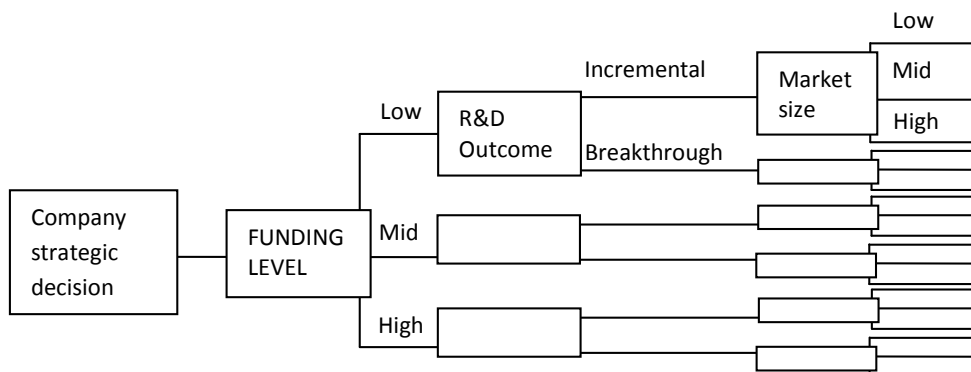 Company
strategic
decision
FUNDING
LEVEL
Low
Mid
High
R&D
Outcome
Incremental
Breakthrough
Market
size
Low
Mid
High